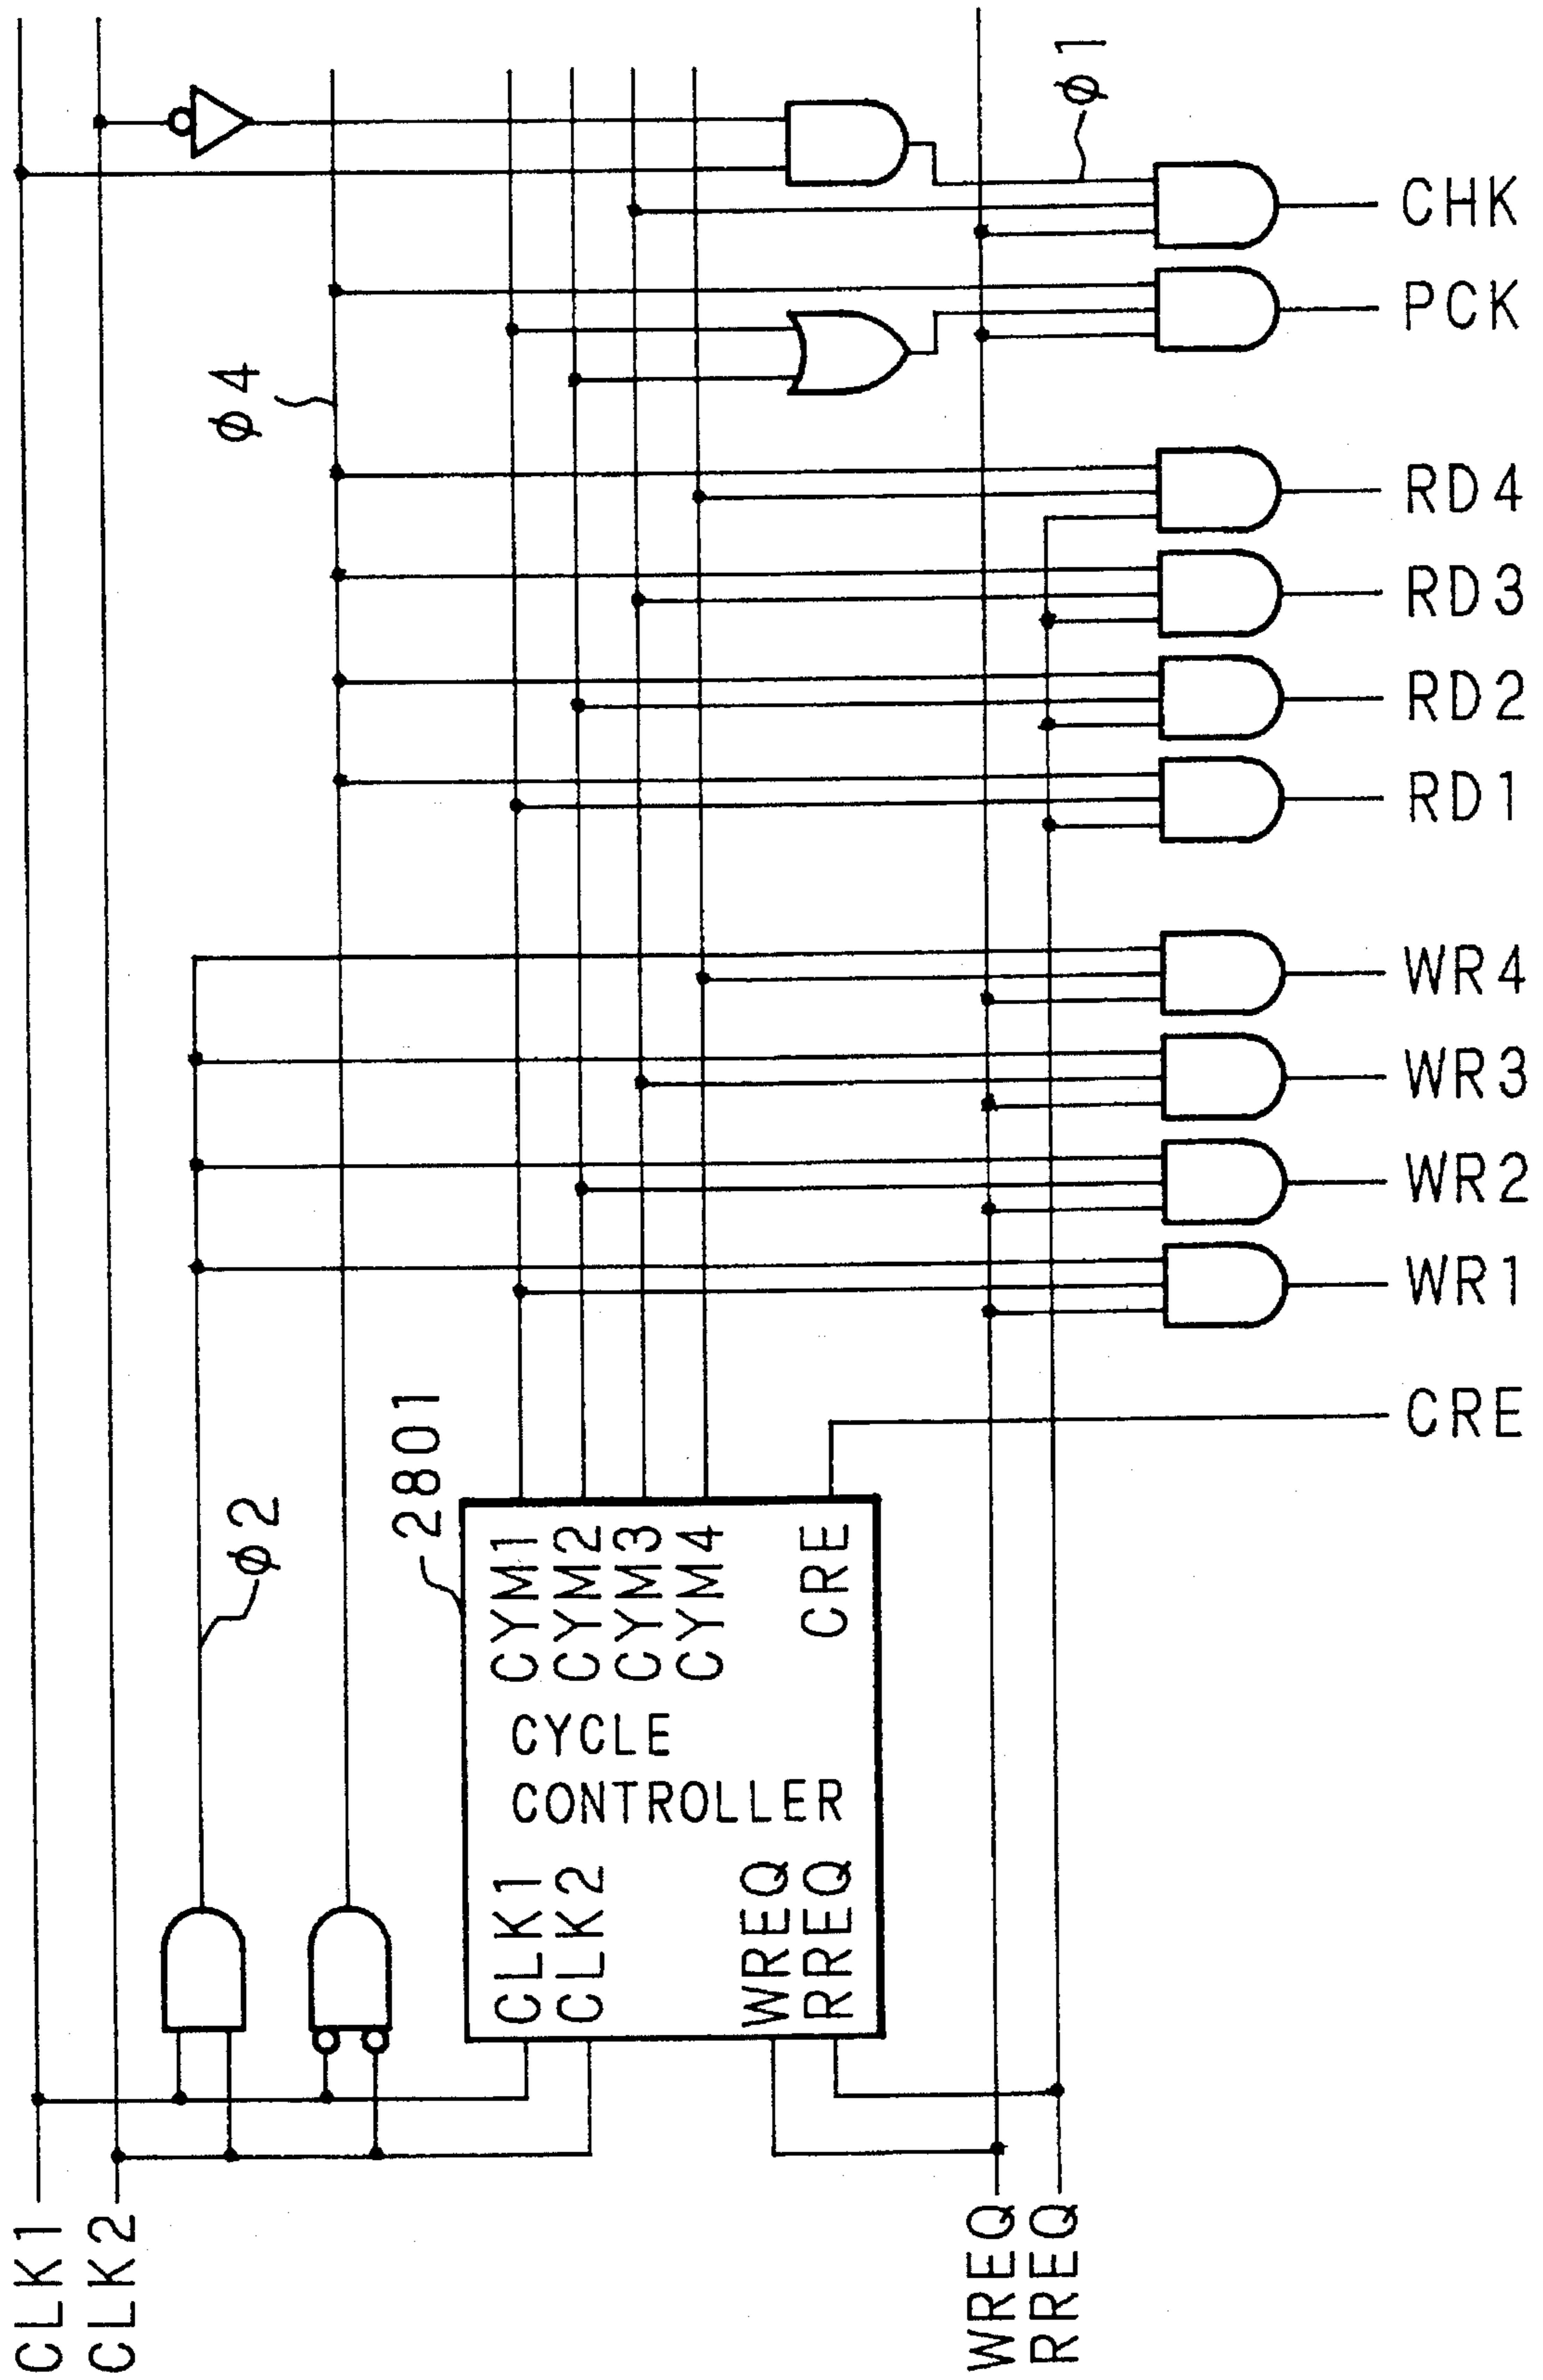 CLK1
CLK2
WREQ
RREQ
φ2
φ4
φ1
2801
CLK1
CLK2
WREQ
RREQ
CYCLE
CONTROLLER
CYM1
CYM2
CYM3
CYM4
CRE
CRE
WR1
WR2
WR3
WR4
RD1
RD2
RD3
RD4
PCK
CHK